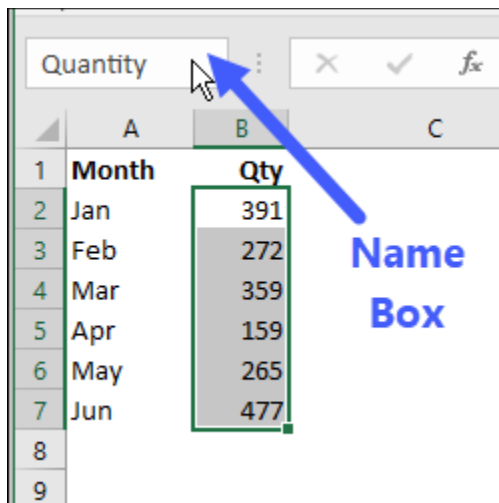 Quantity fx
A B C
1 Month Qty
2 Jan 391
3 Feb 272
4 Mar 359
5 Apr 159
6 May 265
7 Jun 477
8
9
Name
Box